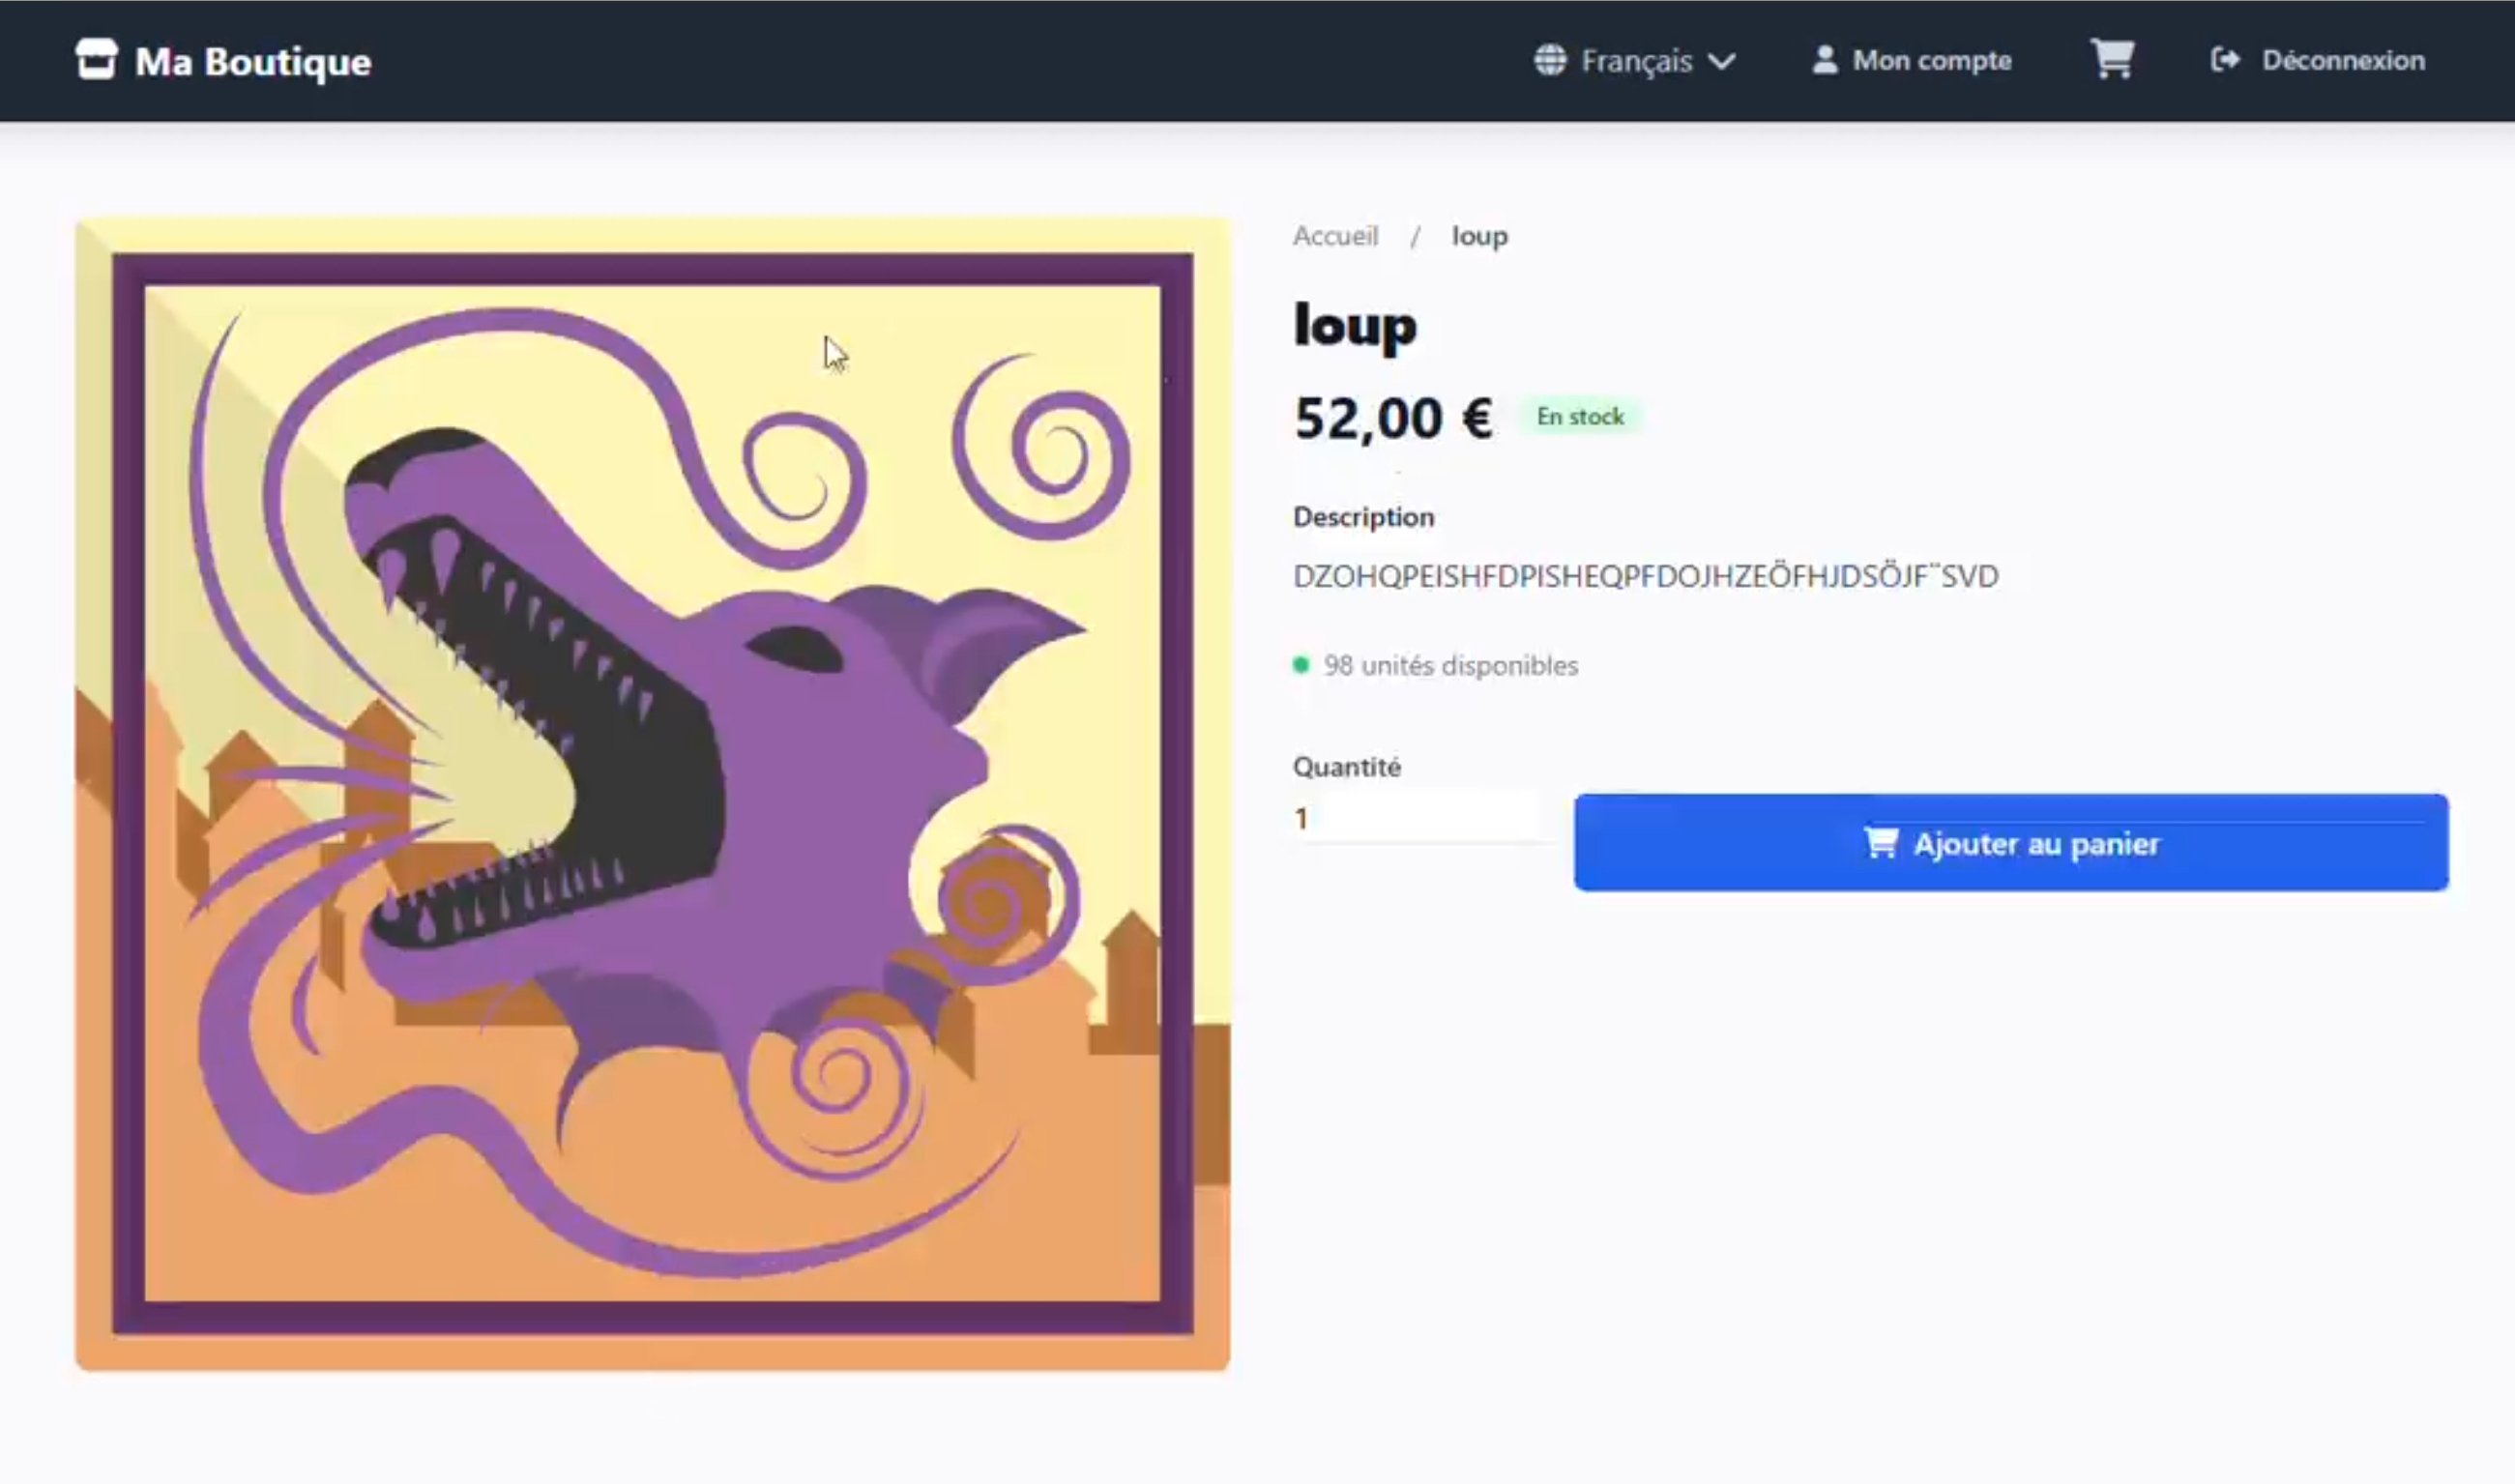 Ma Boutique
Français
Mon compte
Déconnexion
Accueil / loup
loup
52,00 € En stock
Description
DZOHQPEISHFDPISHEQPFDOJHZEÖFHJDSÖJF¨SVD
98 unités disponibles
Quantité
1
Ajouter au panier